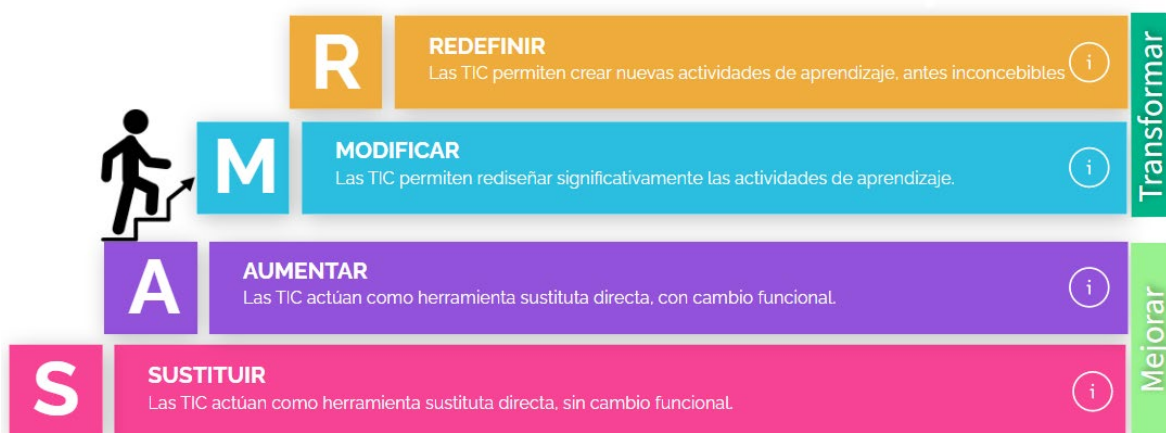 R
REDEFINIR
Las TIC permiten crear nuevas actividades de aprendizaje, antes inconcebibles
i
M
MODIFICAR
Las TIC permiten rediseñar significativamente las actividades de aprendizaje.
i
Transformar
A
AUMENTAR
Las TIC actúan como herramienta sustituta directa, con cambio funcional.
i
S
SUSTITUIR
Las TIC actúan como herramienta sustituta directa, sin cambio funcional.
i
Mejorar